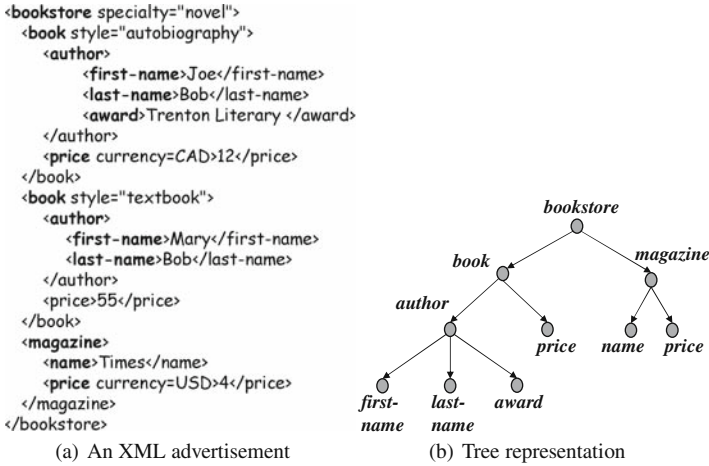 <bookstore specialty="novel">
<book style="autobiography">
<author>
<first-name>Joe</first-name>
<last-name>Bob</last-name>
<award>Trenton Literary </award>
</author>
<price currency=CAD>12</price>
</book>
<book style="textbook">
<author>
<first-name>Mary</first-name>
<last-name>Bob</last-name>
</author>
<price>55</price>
</book>
<magazine>
<name>Times</name>
<price currency=USD>4</price>
</magazine>
</bookstore>
(a) An XML advertisement
bookstore
book
magazine
author
price
name
price
first-
name
last-
name
award
(b) Tree representation